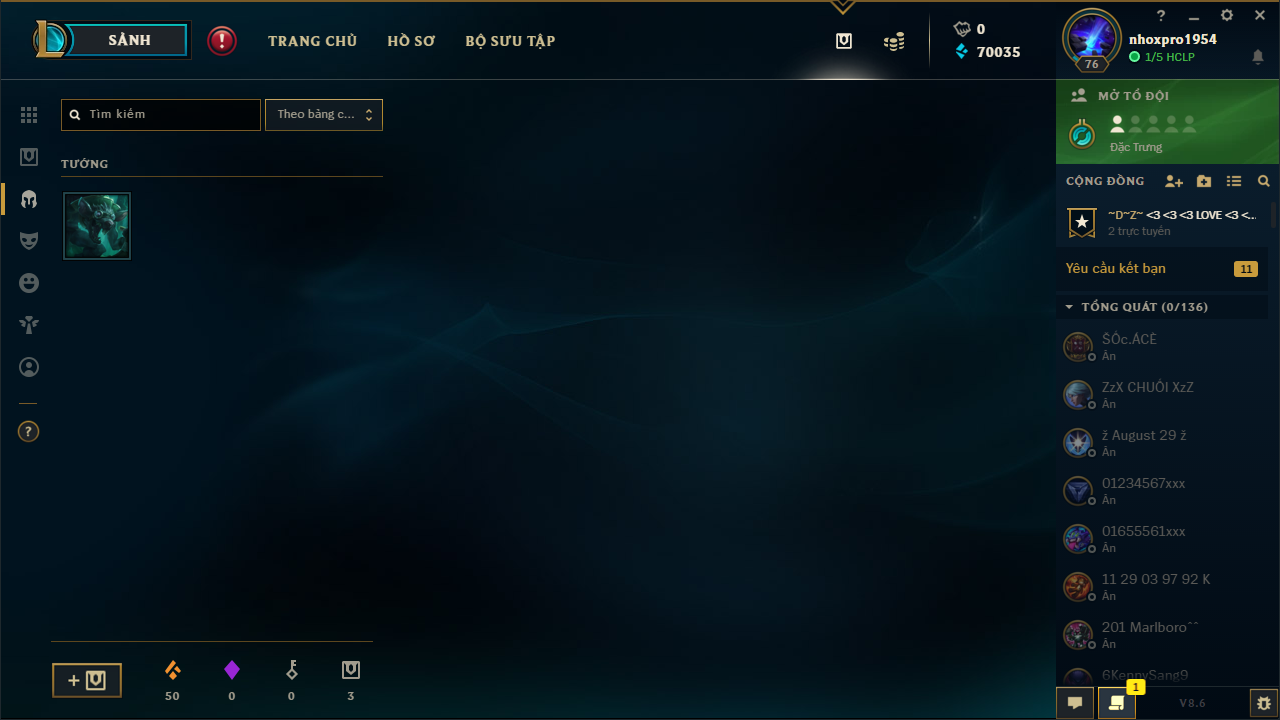 SẢNH
TRANG CHỦ
HỒ SƠ
BỘ SƯU TẬP
0
70035
?
76
nhoxpro1954
1/5 HCLP
Tìm kiếm
Theo bảng c...
TƯỚNG
?
50
0
0
3
MỞ TỔ ĐỘI
Đặc Trưng
CỘNG ĐỒNG
~D~Z~ <3 <3 <3 LOVE <3 <...
2 trực tuyến
Yêu cầu kết bạn
11
TỔNG QUÁT (0/136)
ŠÔc.ÁCÈ
Ẩn
ZzX CHUỐI XzZ
Ẩn
ž August 29 ž
Ẩn
01234567xxx
Ẩn
01655561xxx
Ẩn
11 29 03 97 92 K
Ẩn
201 Marlboro^^
Ẩn
6KennySang9
1
V8.6